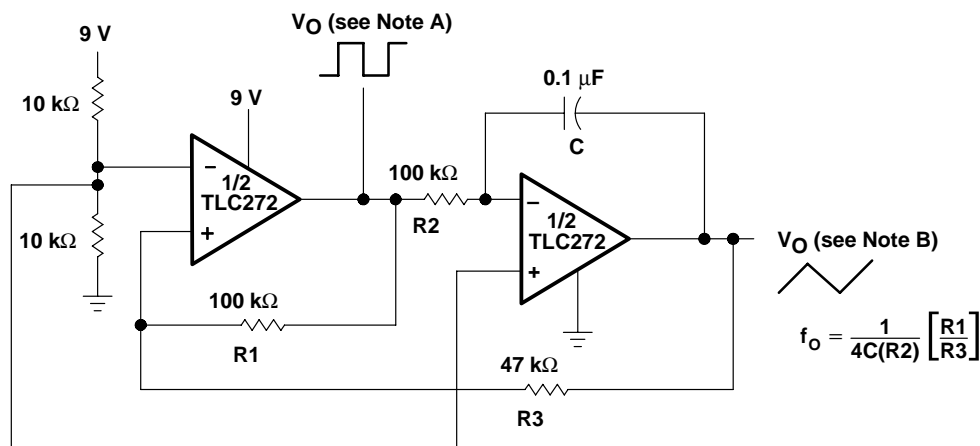 V_O (see Note A)
9 V
10 kΩ
9 V
0.1 μF
C
−
1/2
TLC272
+
100 kΩ
R2
−
1/2
TLC272
+
10 kΩ
V_O (see Note B)
100 kΩ
R1
f_O = 1/4C(R2) [R1/R3]
47 kΩ
R3